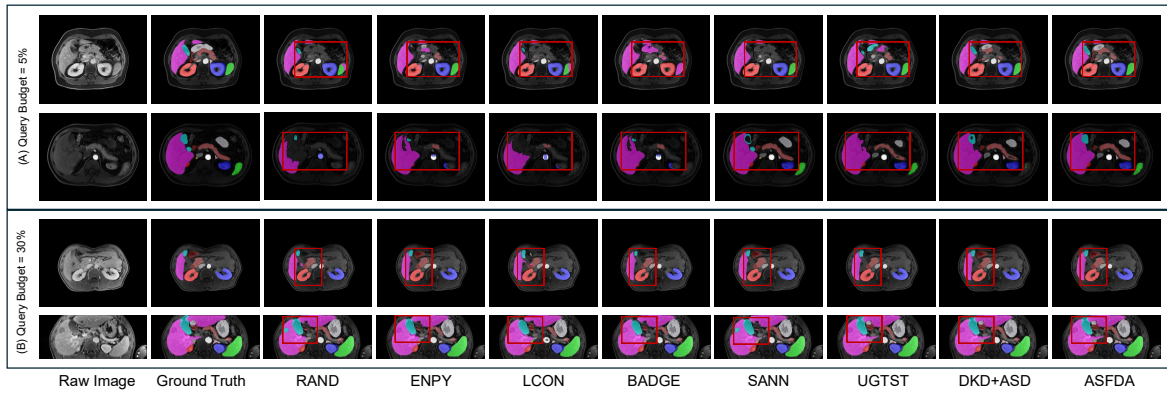 (A) Query Budget = 5%
(B) Query Budget = 30%
Raw Image Ground Truth RAND ENPY LCON BADGE SANN UGTST DKD+ASD ASFDA